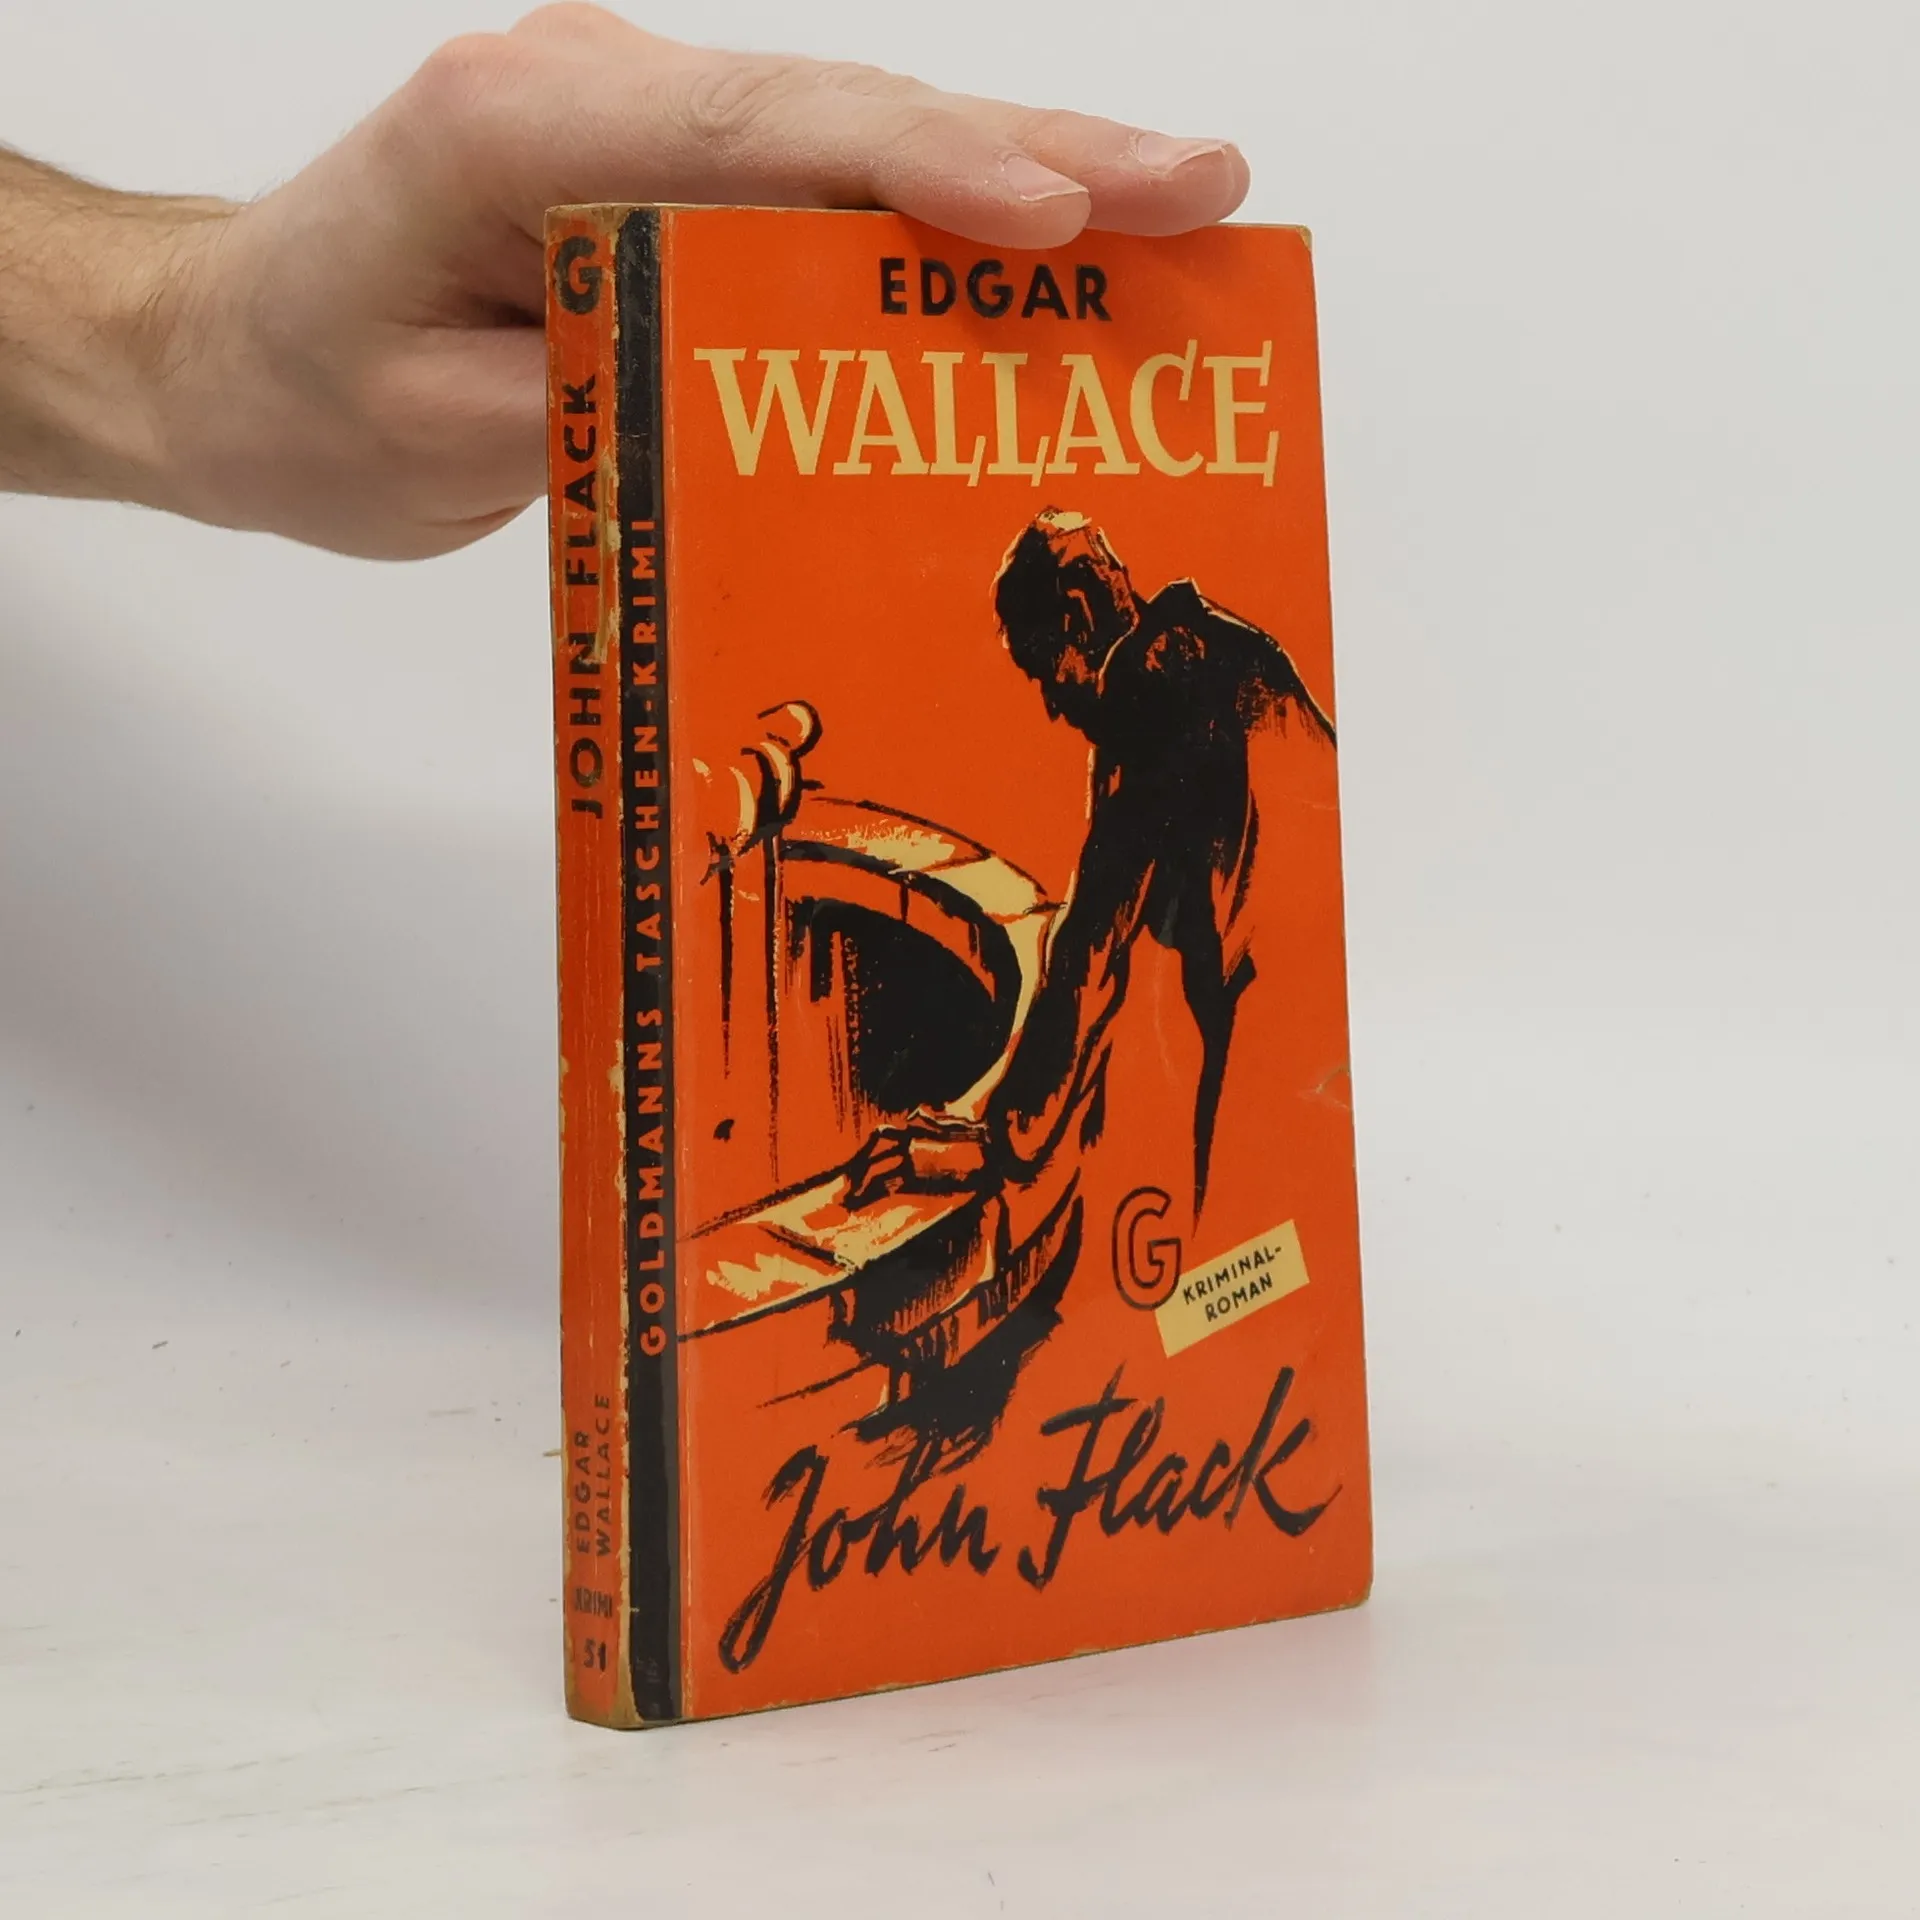 G
JOHN FLACK
EDGAR
WALLACE
KRIMI
51
GOLDMANNS TASCHEN-KRIMI
EDGAR
WALLACE
G
KRIMINAL-
ROMAN
John Flack